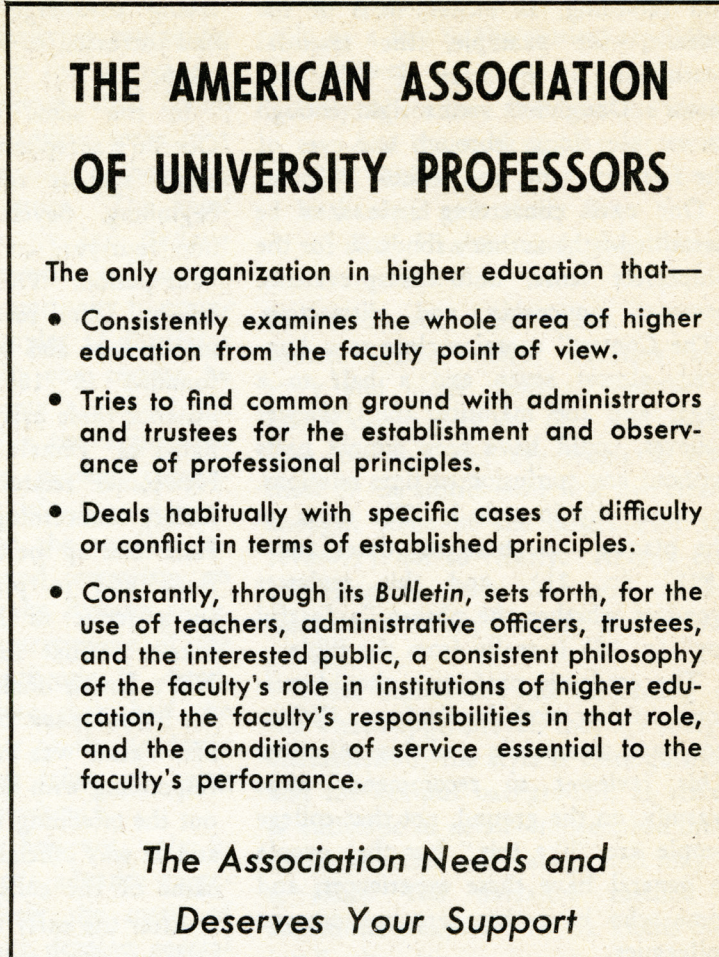 THE AMERICAN ASSOCIATION
OF UNIVERSITY PROFESSORS
The only organization in higher education that—
• Consistently examines the whole area of higher
education from the faculty point of view.
• Tries to find common ground with administrators
and trustees for the establishment and observ-
ance of professional principles.
• Deals habitually with specific cases of difficulty
or conflict in terms of established principles.
• Constantly, through its Bulletin, sets forth, for the
use of teachers, administrative officers, trustees,
and the interested public, a consistent philosophy
of the faculty's role in institutions of higher edu-
cation, the faculty's responsibilities in that role,
and the conditions of service essential to the
faculty's performance.
The Association Needs and
Deserves Your Support